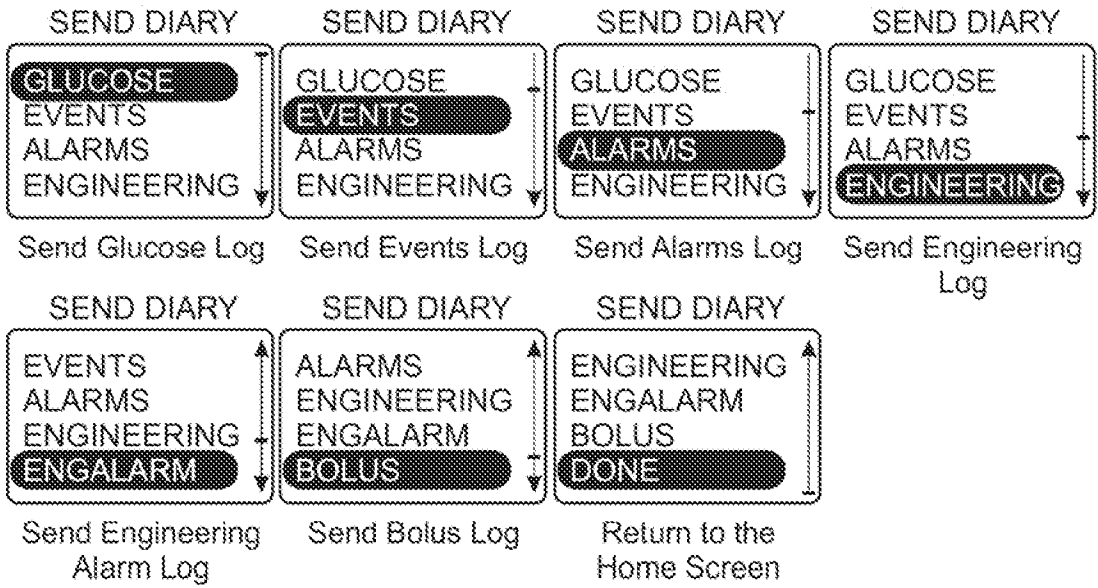 SEND DIARY
GLUCOSE
EVENTS
ALARMS
ENGINEERING
Send Glucose Log
SEND DIARY
GLUCOSE
EVENTS
ALARMS
ENGINEERING
Send Events Log
SEND DIARY
GLUCOSE
EVENTS
ALARMS
ENGINEERING
Send Alarms Log
SEND DIARY
GLUCOSE
EVENTS
ALARMS
ENGINEERING
Send Engineering
Log
SEND DIARY
EVENTS
ALARMS
ENGINEERING
ENGALARM
Send Engineering
Alarm Log
SEND DIARY
ALARMS
ENGINEERING
ENGALARM
BOLUS
Send Bolus Log
SEND DIARY
ENGINEERING
ENGALARM
BOLUS
DONE
Return to the
Home Screen